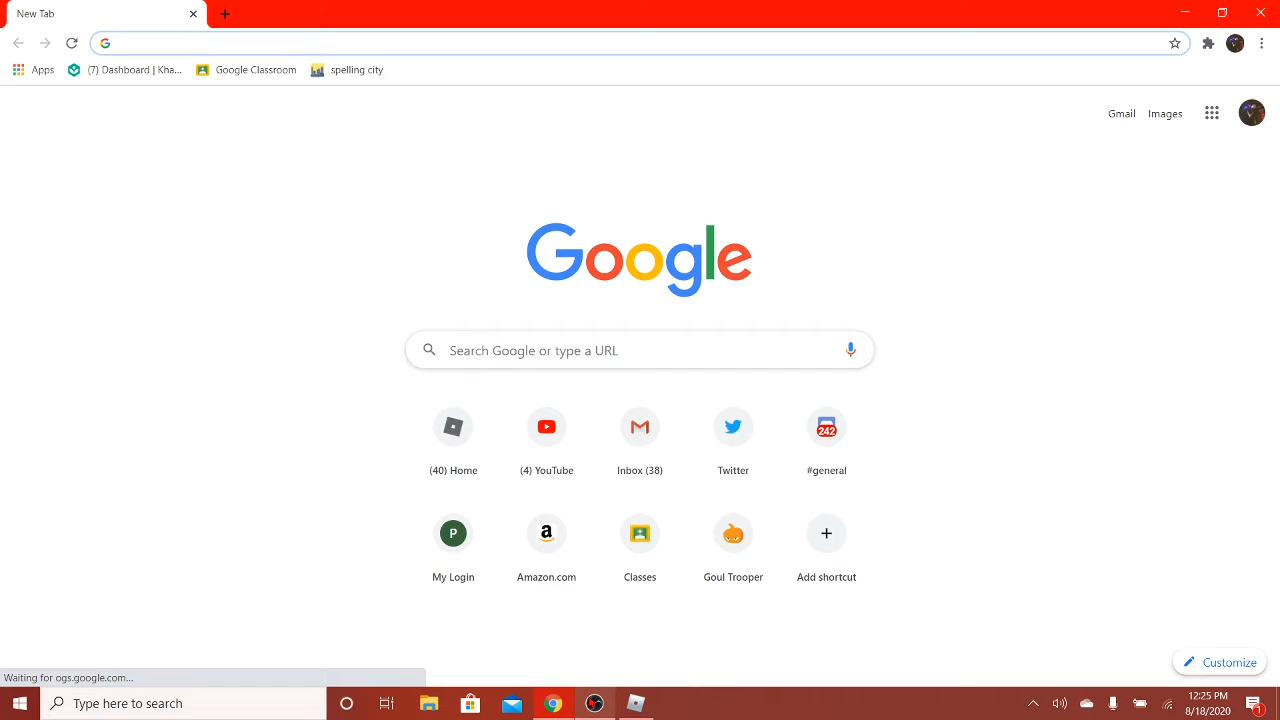 New Tab
Apps
(7) Dashboard | Kha...
Google Classroom
spelling city
Gmail
Images
Google
Search Google or type a URL
(40) Home
(4) YouTube
Inbox (38)
Twitter
242
#general
P
My Login
a
Amazon.com
Classes
Goul Trooper
Add shortcut
Customize
Waiting for ogs.google.com...
Type here to search
12:25 PM
8/18/2020
1